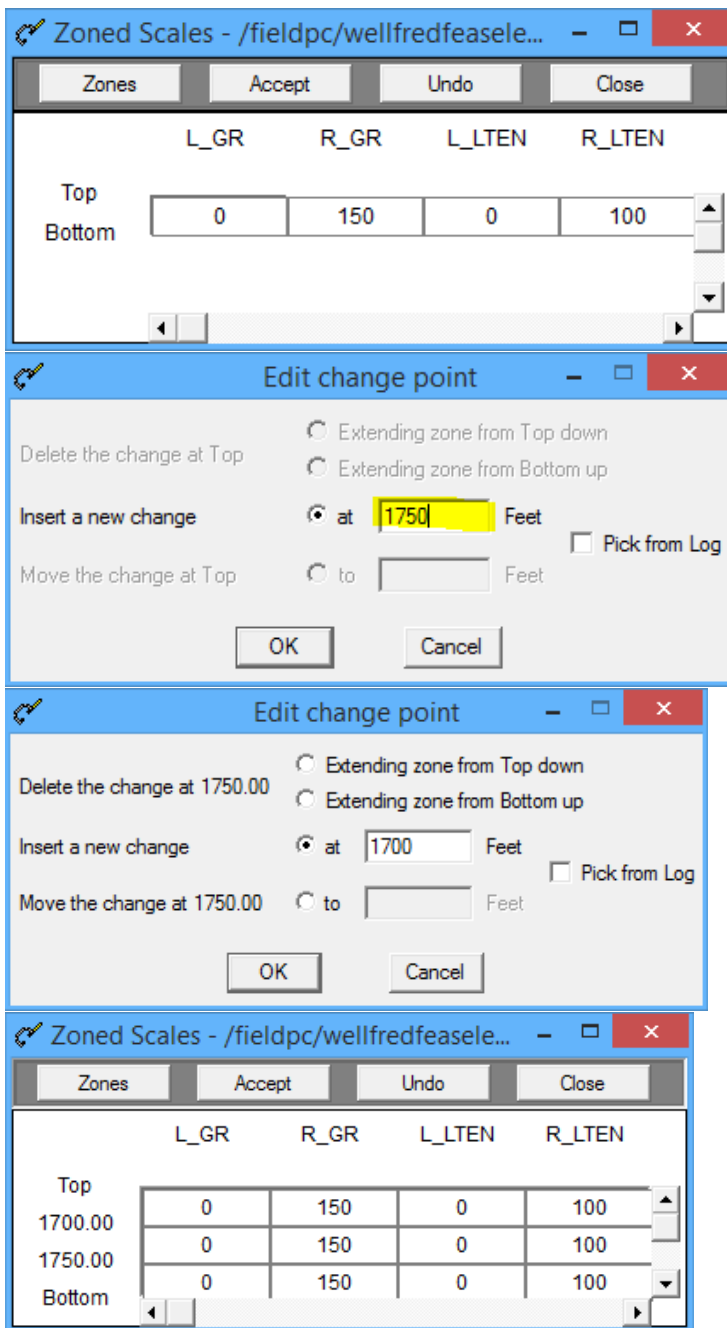 Zoned Scales - /fieldpc/wellfredfeasele...
Zones Accept Undo Close
L_GR R_GR L_LTEN R_LTEN
Top
0 150 0 100
Bottom
Edit change point
Delete the change at Top
Extending zone from Top down
Extending zone from Bottom up
Insert a new change at 1750 Feet
Pick from Log
Move the change at Top to Feet
OK Cancel
Edit change point
Delete the change at 1750.00
Extending zone from Top down
Extending zone from Bottom up
Insert a new change at 1700 Feet
Pick from Log
Move the change at 1750.00 to Feet
OK Cancel
Zoned Scales - /fieldpc/wellfredfeasele...
Zones Accept Undo Close
L_GR R_GR L_LTEN R_LTEN
Top
0 150 0 100
1700.00
0 150 0 100
1750.00
0 150 0 100
Bottom